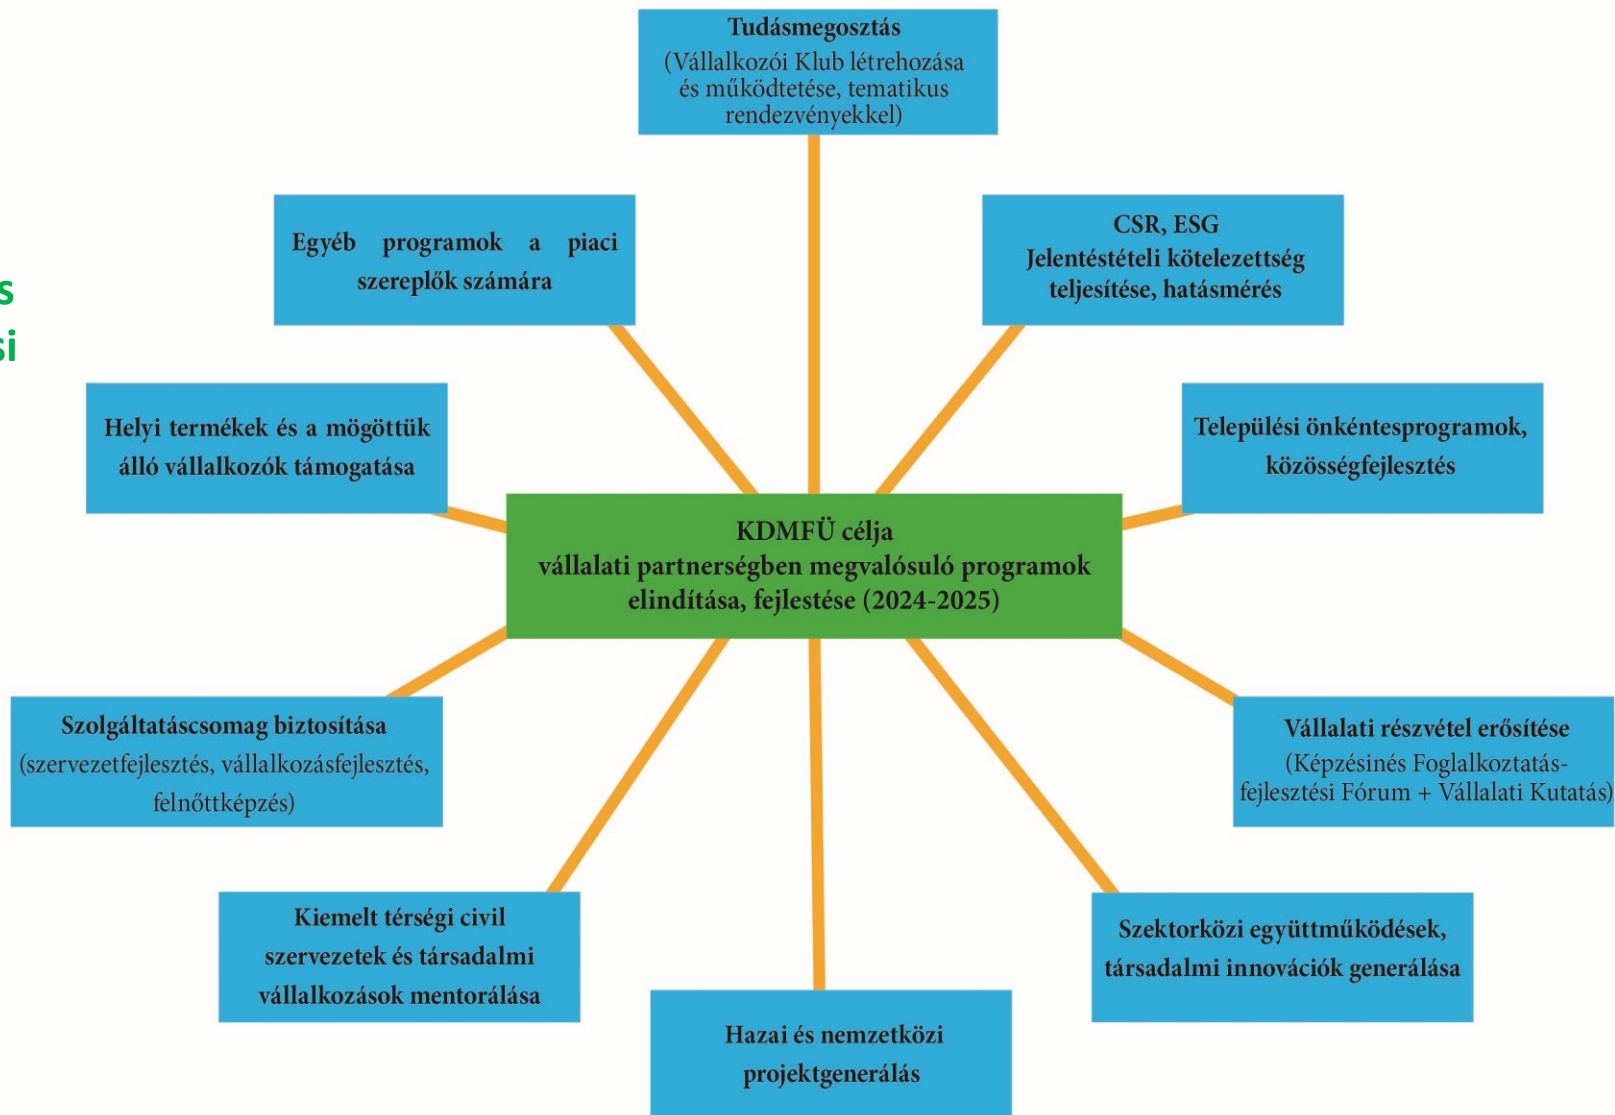 Tudásmegosztás
(Vállalkozói Klub létrehozása
és működtetése, tematikus
rendezvényekkel)
CSR, ESG
Jelentéstételi kötelezettség
teljesítése, hatásmérés
Települési önkéntesprogramok,
közösségfejlesztés
Vállalati részvétel erősítése
(Képzésinés Foglalkoztatás-
fejlesztési Fórum + Vállalati Kutatás)
Szektorközi együttműködések,
társadalmi innovációk generálása
Hazai és nemzetközi
projektgenerálás
Kiemelt térségi civil
szervezetek és társadalmi
vállalkozások mentorálása
Szolgáltatáscsomag biztosítása
(szervezetfejlesztés, vállalkozásfejlesztés,
felnőttképzés)
Helyi termékek és a mögöttük
álló vállalkozók támogatása
Egyéb programok a piaci
szereplők számára
KDMFÜ célja
vállalati partnerségben megvalósuló programok
elindítása, fejlestése (2024-2025)
s
si